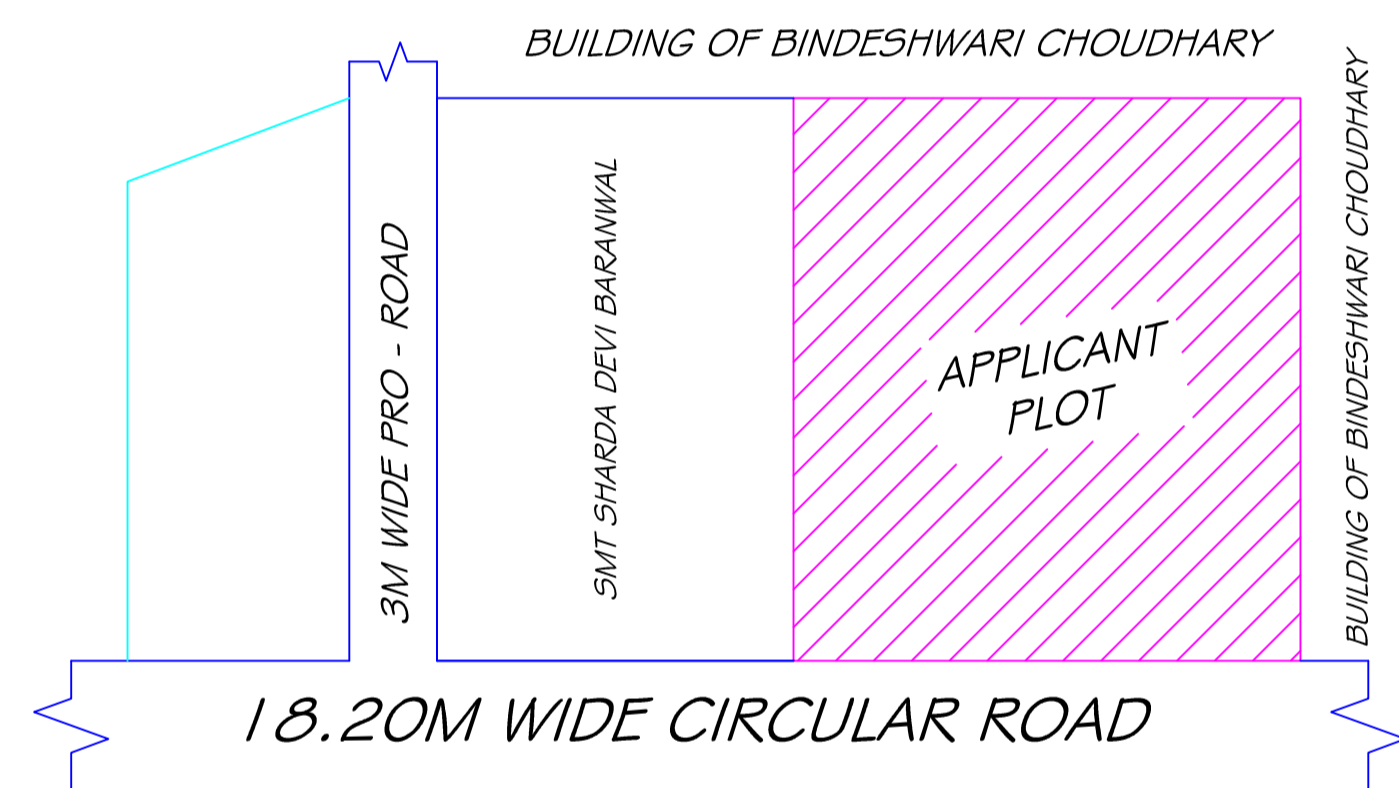 BUILDING OF BINDESHWARI CHOUDHARY
BUILDING OF BINDESHWARI CHOUDHARY
3M WIDE PRO - ROAD
SMT SHARDA DEVI BARANWAL
APPLICANT
PLOT
18.20M WIDE CIRCULAR ROAD